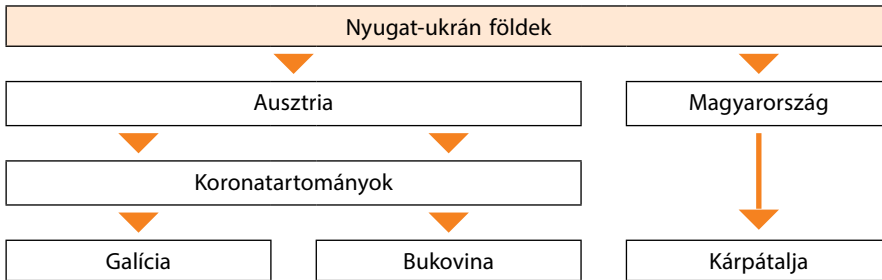 Nyugat-ukrán földek
Ausztria
Magyarország
Koronatartományok
Galícia
Bukovina
Kárpátalja